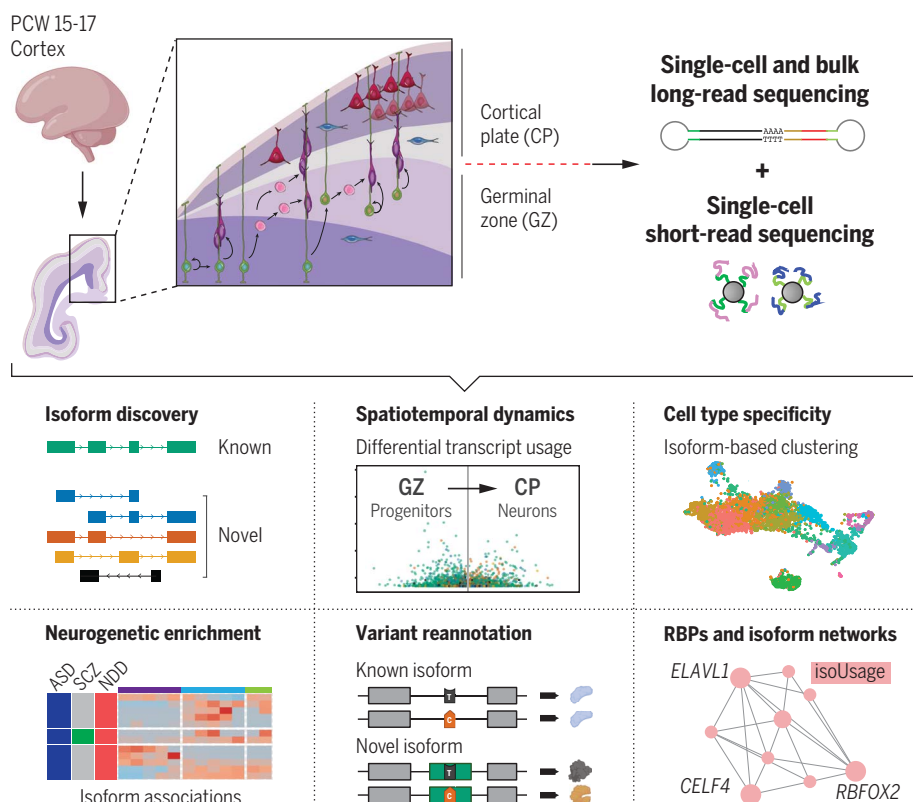 PCW 15-17
Cortex
Cortical
plate (CP)
Germinal
zone (GZ)
Single-cell and bulk
long-read sequencing
AAAA
TTTT
+
Single-cell
short-read sequencing
Isoform discovery
Known
Novel
Spatiotemporal dynamics
Differential transcript usage
GZ
CP
Progenitors
Neurons
Cell type specificity
Isoform-based clustering
Neurogenetic enrichment
ASD
SCZ
NDD
Isoform associations
Variant reannotation
Known isoform
T
C
Novel isoform
T
C
RBPs and isoform networks
ELAVL1
isoUsage
CELF4
RBFOX2